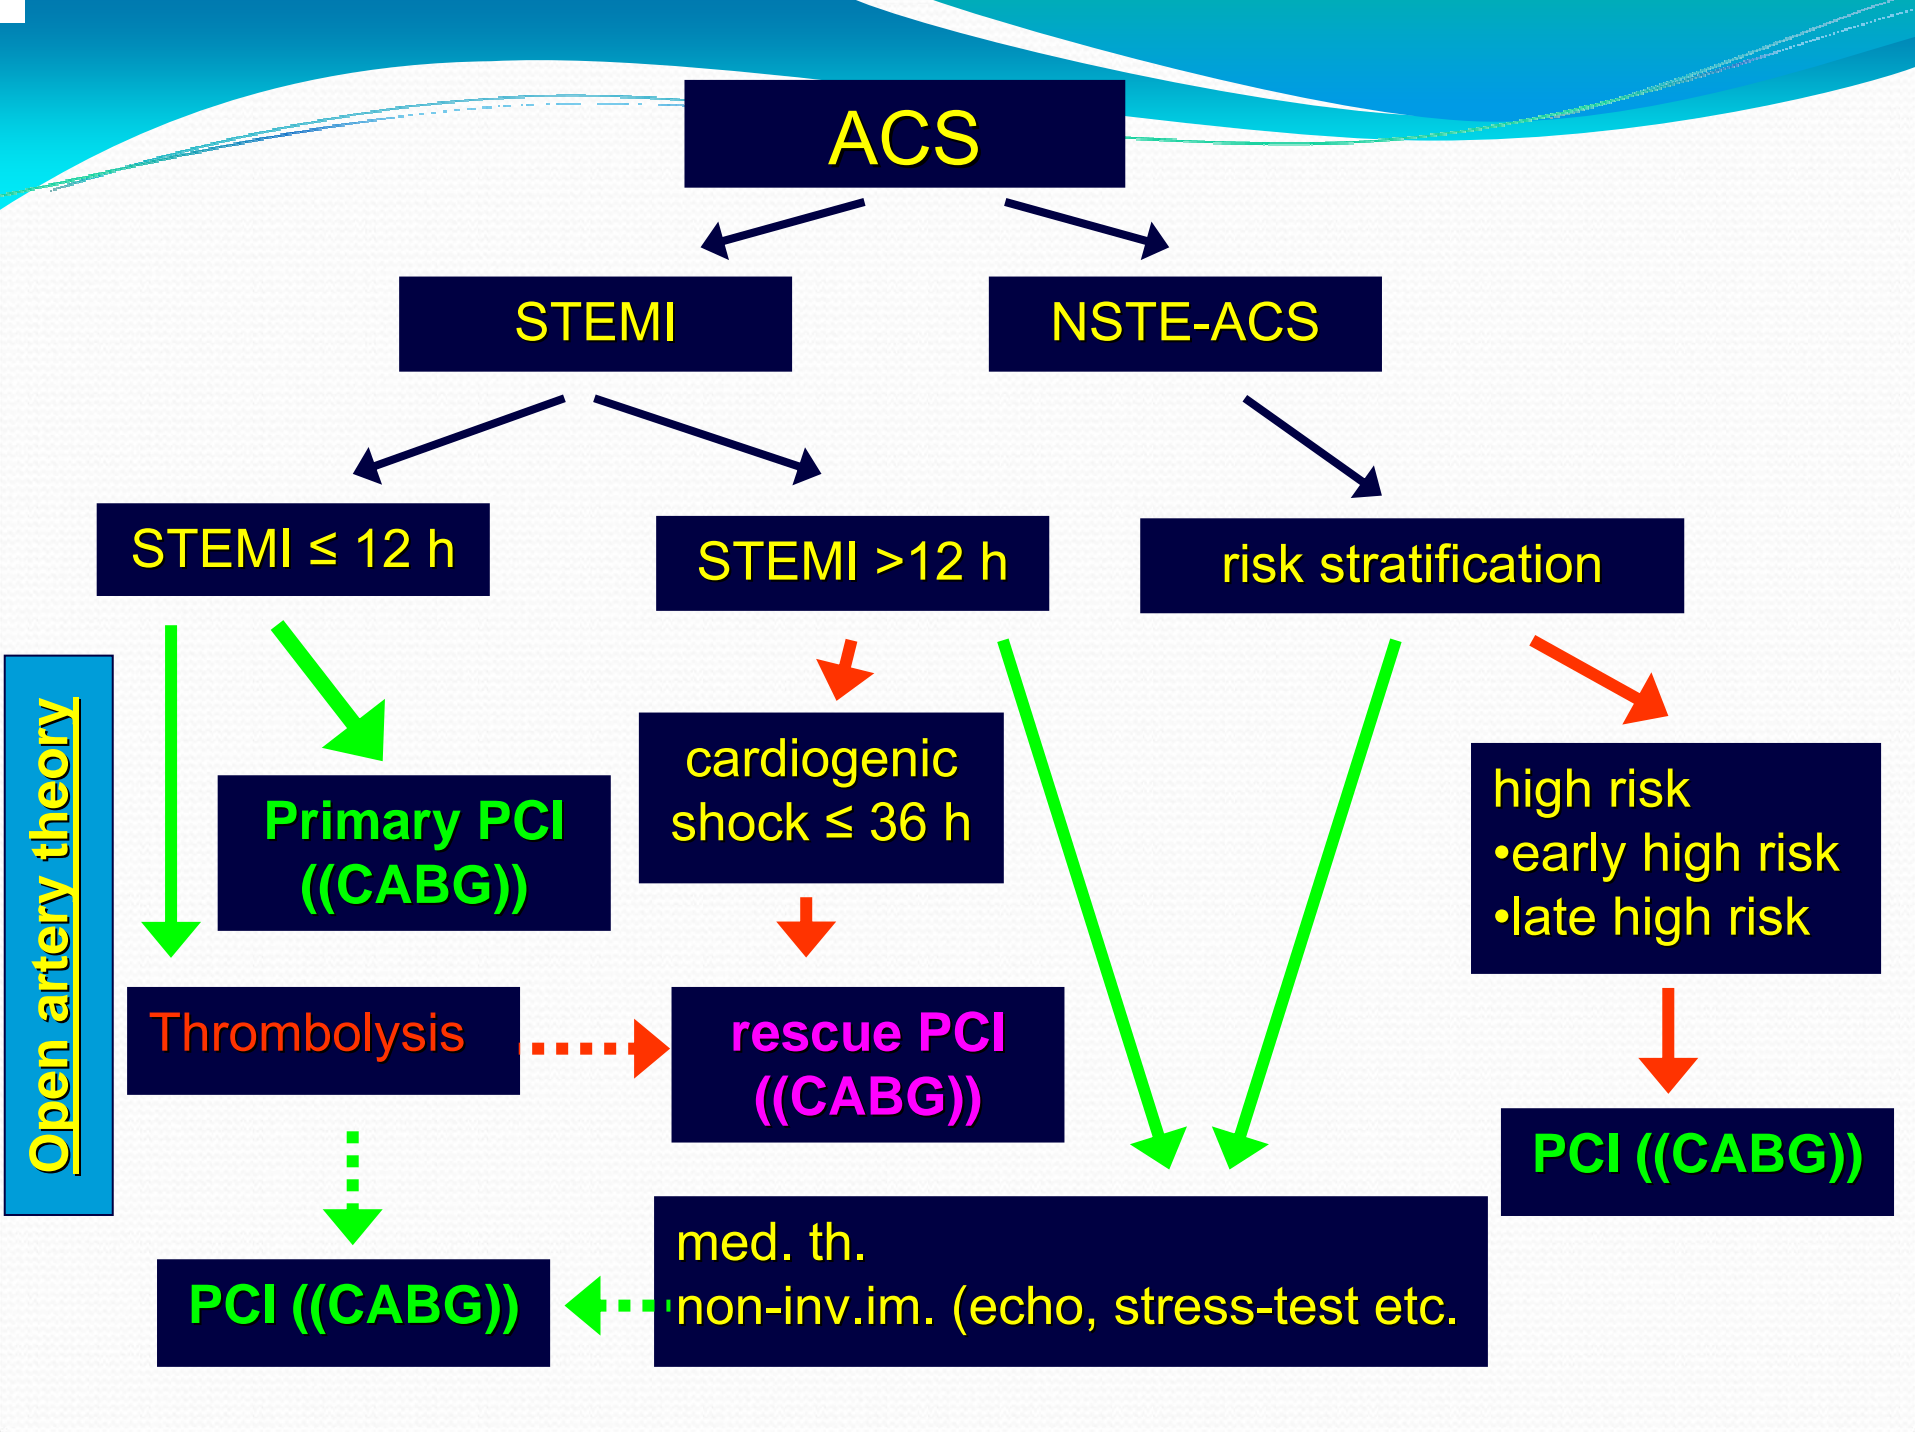 ACS
STEMI
NSTE-ACS
STEMI ≤ 12 h
STEMI >12 h
risk stratification
Open artery theory
Primary PCI
((CABG))
cardiogenic
shock ≤ 36 h
high risk
•early high risk
•late high risk
Thrombolysis
rescue PCI
((CABG))
PCI ((CABG))
med. th.
non-inv.im. (echo, stress-test etc.
PCI ((CABG))